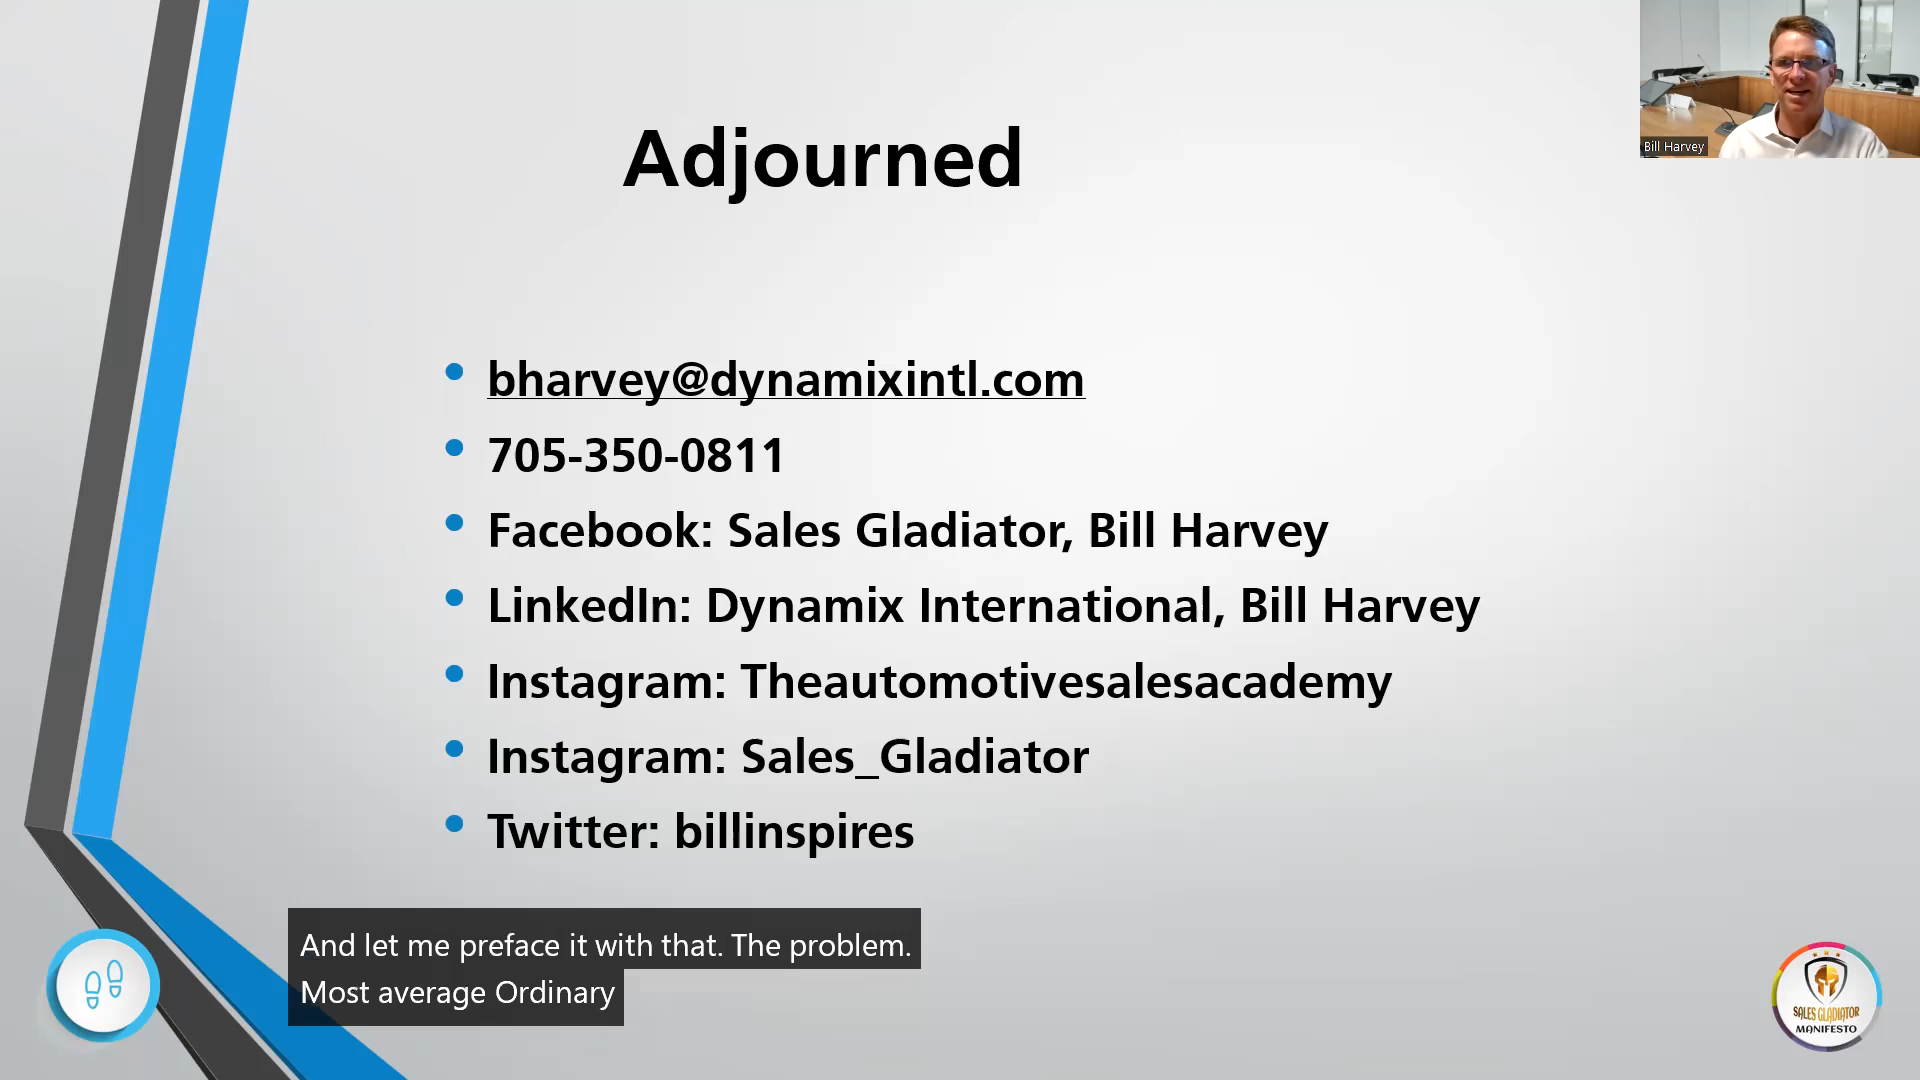 Adjourned
Bill Harvey
bharvey@dynamixintl.com
705-350-0811
Facebook: Sales Gladiator, Bill Harvey
LinkedIn: Dynamix International, Bill Harvey
Instagram: Theautomotivesalesacademy
Instagram: Sales_Gladiator
Twitter: billinspires
And let me preface it with that. The problem.
Most average Ordinary
SALES GLADIATOR
MANIFESTO